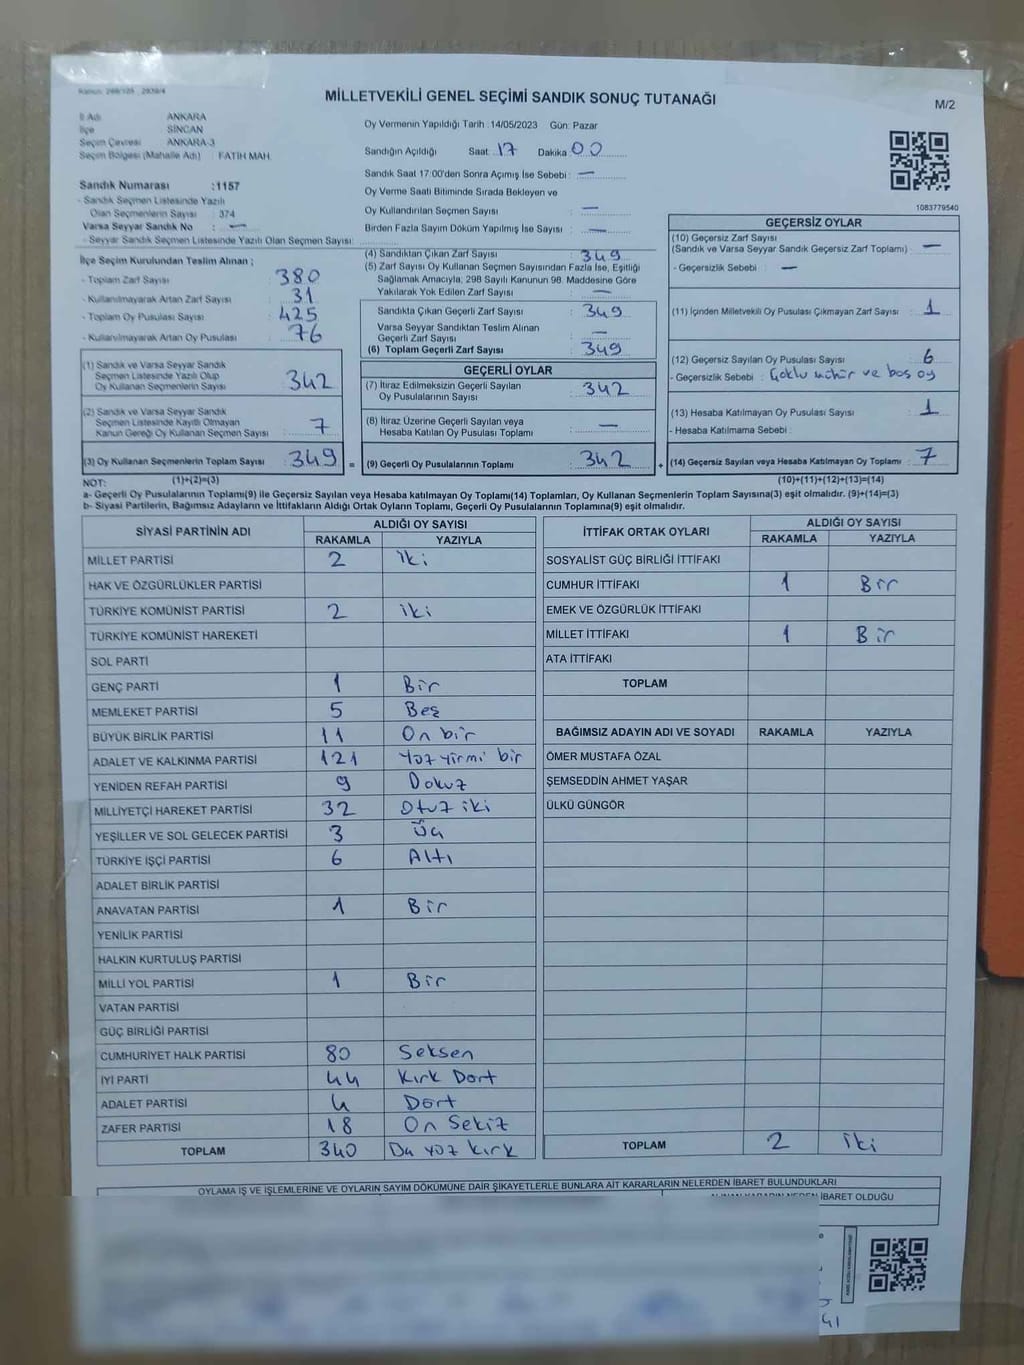 MİLLETVEKİLİ GENEL SEÇİMİ SANDIK SONUÇ TUTANAĞI
M/2
İl Adı ANKARA
İlçe SİNCAN
Seçim Çevresi ANKARA-3
Seçim Bölgesi (Mahalle Adı) : FATİH MAH.
Sandık Numarası :1157
- Sandık Seçmen Listesinde Yazılı
Olan Seçmenlerin Sayısı : 374
Varsa Seyyar Sandık No : —
- Seyyar Sandık Seçmen Listesinde Yazılı Olan Seçmen Sayısı:
İlçe Seçim Kurulundan Teslim Alınan ;
- Toplam Zarf Sayısı : 380
- Kullanılmayarak Artan Zarf Sayısı : 31
- Toplam Oy Pusulası Sayısı : 425
- Kullanılmayarak Artan Oy Pusulası : 76
(1) Sandık ve Varsa Seyyar Sandık
Seçmen Listesinde Yazılı Olup
Oy Kullanan Seçmenlerin Sayısı : 342
(2) Sandık ve Varsa Seyyar Sandık
Seçmen Listesinde Kayıtlı Olmayan
Kanun Gereği Oy Kullanan Seçmen Sayısı : 7
(3) Oy Kullanan Seçmenlerin Toplam Sayısı : 349 =
(1)+(2)=(3)
Oy Vermenin Yapıldığı Tarih :14/05/2023 Gün: Pazar
Sandığın Açıldığı Saat :17 Dakika :00
Sandık Saat 17:00'den Sonra Açılmış İse Sebebi : —
Oy Verme Saati Bitiminde Sırada Bekleyen ve
Oy Kullandırılan Seçmen Sayısı : —
Birden Fazla Sayım Döküm Yapılmış İse Sayısı : —
(4) Sandıktan Çıkan Zarf Sayısı : 349
(5) Zarf Sayısı Oy Kullanan Seçmen Sayısından Fazla İse, Eşitliği
Sağlamak Amacıyla, 298 Sayılı Kanunun 98. Maddesine Göre
Yakılarak Yok Edilen Zarf Sayısı : —
Sandıkta Çıkan Geçerli Zarf Sayısı : 349
Varsa Seyyar Sandıktan Teslim Alınan
Geçerli Zarf Sayısı : —
(6) Toplam Geçerli Zarf Sayısı : 349
GEÇERLİ OYLAR
(7) İtiraz Edilmeksizin Geçerli Sayılan
Oy Pusulalarının Sayısı : 342
(8) İtiraz Üzerine Geçerli Sayılan veya
Hesaba Katılan Oy Pusulası Toplamı : —
(9) Geçerli Oy Pusulalarının Toplamı : 342 +
1083779540
GEÇERSİZ OYLAR
(10) Geçersiz Zarf Sayısı
(Sandık ve Varsa Seyyar Sandık Geçersiz Zarf Toplamı) : —
- Geçersizlik Sebebi : —
(11) İçinden Milletvekili Oy Pusulası Çıkmayan Zarf Sayısı : 1
(12) Geçersiz Sayılan Oy Pusulası Sayısı : 6
- Geçersizlik Sebebi : Çoklu mühür ve boş oy
(13) Hesaba Katılmayan Oy Pusulası Sayısı : 1
- Hesaba Katılmama Sebebi :
(14) Geçersiz Sayılan veya Hesaba Katılmayan Oy Toplamı : 7
(10)+(11)+(12)+(13)=(14)
NOT:
a- Geçerli Oy Pusulalarının Toplamı(9) ile Geçersiz Sayılan veya Hesaba katılmayan Oy Toplamı(14) Toplamları, Oy Kullanan Seçmenlerin Toplam Sayısına(3) eşit olmalıdır. (9)+(14)=(3)
b- Siyasi Partilerin, Bağımsız Adayların ve İttifakların Aldığı Ortak Oyların Toplamı, Geçerli Oy Pusulalarının Toplamına(9) eşit olmalıdır.
SİYASİ PARTİNİN ADI ALDIĞI OY SAYISI
RAKAMLA YAZIYLA
MİLLET PARTİSİ 2 iki
HAK VE ÖZGÜRLÜKLER PARTİSİ
TÜRKİYE KOMÜNİST PARTİSİ 2 iki
TÜRKİYE KOMÜNİST HAREKETİ
SOL PARTİ
GENÇ PARTİ 1 Bir
MEMLEKET PARTİSİ 5 Beş
BÜYÜK BİRLİK PARTİSİ 11 On bir
ADALET VE KALKINMA PARTİSİ 121 Yüz yirmi bir
YENİDEN REFAH PARTİSİ 9 Dokuz
MİLLİYETÇİ HAREKET PARTİSİ 32 Otuz iki
YEŞİLLER VE SOL GELECEK PARTİSİ 3 Üç
TÜRKİYE İŞÇİ PARTİSİ 6 Altı
ADALET BİRLİK PARTİSİ
ANAVATAN PARTİSİ 1 Bir
YENİLİK PARTİSİ
HALKIN KURTULUŞ PARTİSİ
MİLLİ YOL PARTİSİ 1 Bir
VATAN PARTİSİ
GÜÇ BİRLİĞİ PARTİSİ
CUMHURİYET HALK PARTİSİ 80 Seksen
İYİ PARTİ 44 Kırk Dort
ADALET PARTİSİ 4 Dort
ZAFER PARTİSİ 18 On Sekiz
TOPLAM 340 yüz kırk
İTTİFAK ORTAK OYLARI ALDIĞI OY SAYISI
RAKAMLA YAZIYLA
SOSYALİST GÜÇ BİRLİĞİ İTTİFAKI
CUMHUR İTTİFAKI 1 Bir
EMEK VE ÖZGÜRLÜK İTTİFAKI
MİLLET İTTİFAKI 1 Bir
ATA İTTİFAKI
TOPLAM
BAĞIMSIZ ADAYIN ADI VE SOYADI RAKAMLA YAZIYLA
ÖMER MUSTAFA ÖZAL
ŞEMSEDDİN AHMET YAŞAR
ÜLKÜ GÜNGÖR
TOPLAM 2 iki
OYLAMA İŞ VE İŞLEMLERİNE VE OYLARIN SAYIM DÖKÜMÜNE DAİR ŞİKAYETLERLE BUNLARA AİT KARARLARIN NELERDEN İBARET BULUNDUKLARI
İBARET OLDUĞU